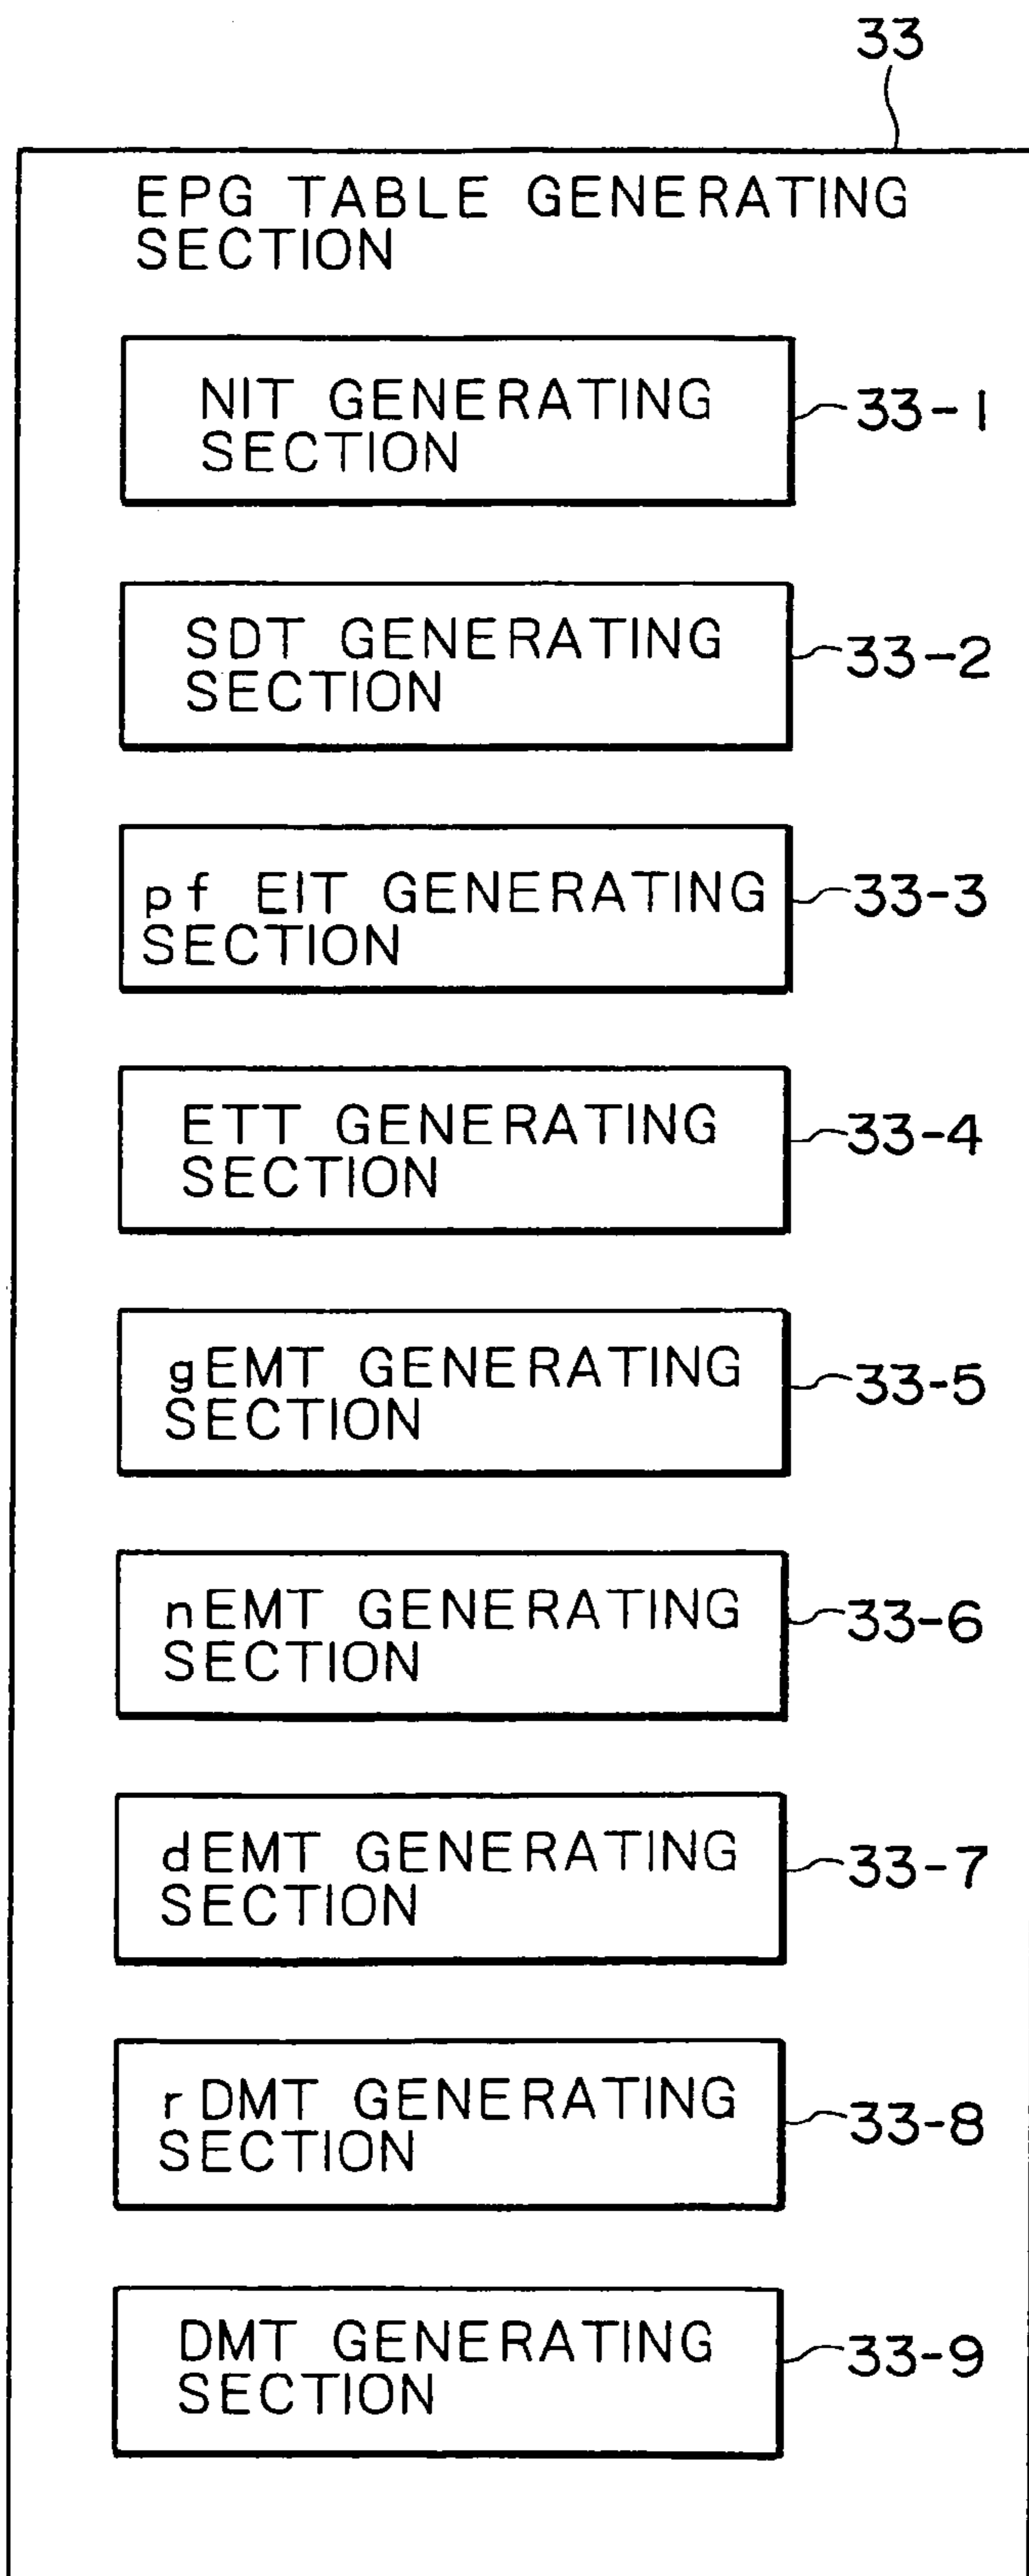 33
EPG TABLE GENERATING
SECTION
NIT GENERATING
SECTION
33-1
SDT GENERATING
SECTION
33-2
pf EIT GENERATING
SECTION
33-3
ETT GENERATING
SECTION
33-4
gEMT GENERATING
SECTION
33-5
nEMT GENERATING
SECTION
33-6
dEMT GENERATING
SECTION
33-7
rDMT GENERATING
SECTION
33-8
DMT GENERATING
SECTION
33-9